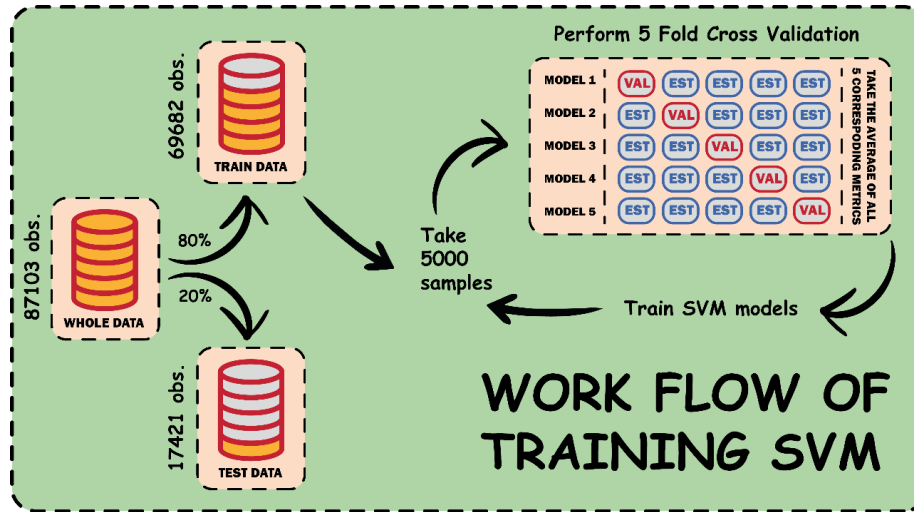 Perform 5 Fold Cross Validation
MODEL 1 VAL EST EST EST EST
MODEL 2 EST VAL EST EST EST
MODEL 3 EST EST VAL EST EST
MODEL 4 EST EST EST VAL EST
MODEL 5 EST EST EST EST VAL
TAKE THE AVERAGE OF ALL
5 CORRESPODING METRICS
69682 obs.
TRAIN DATA
87103 obs.
WHOLE DATA
80%
20%
17421 obs.
TEST DATA
Take
5000
samples
Train SVM models
WORK FLOW OF
TRAINING SVM